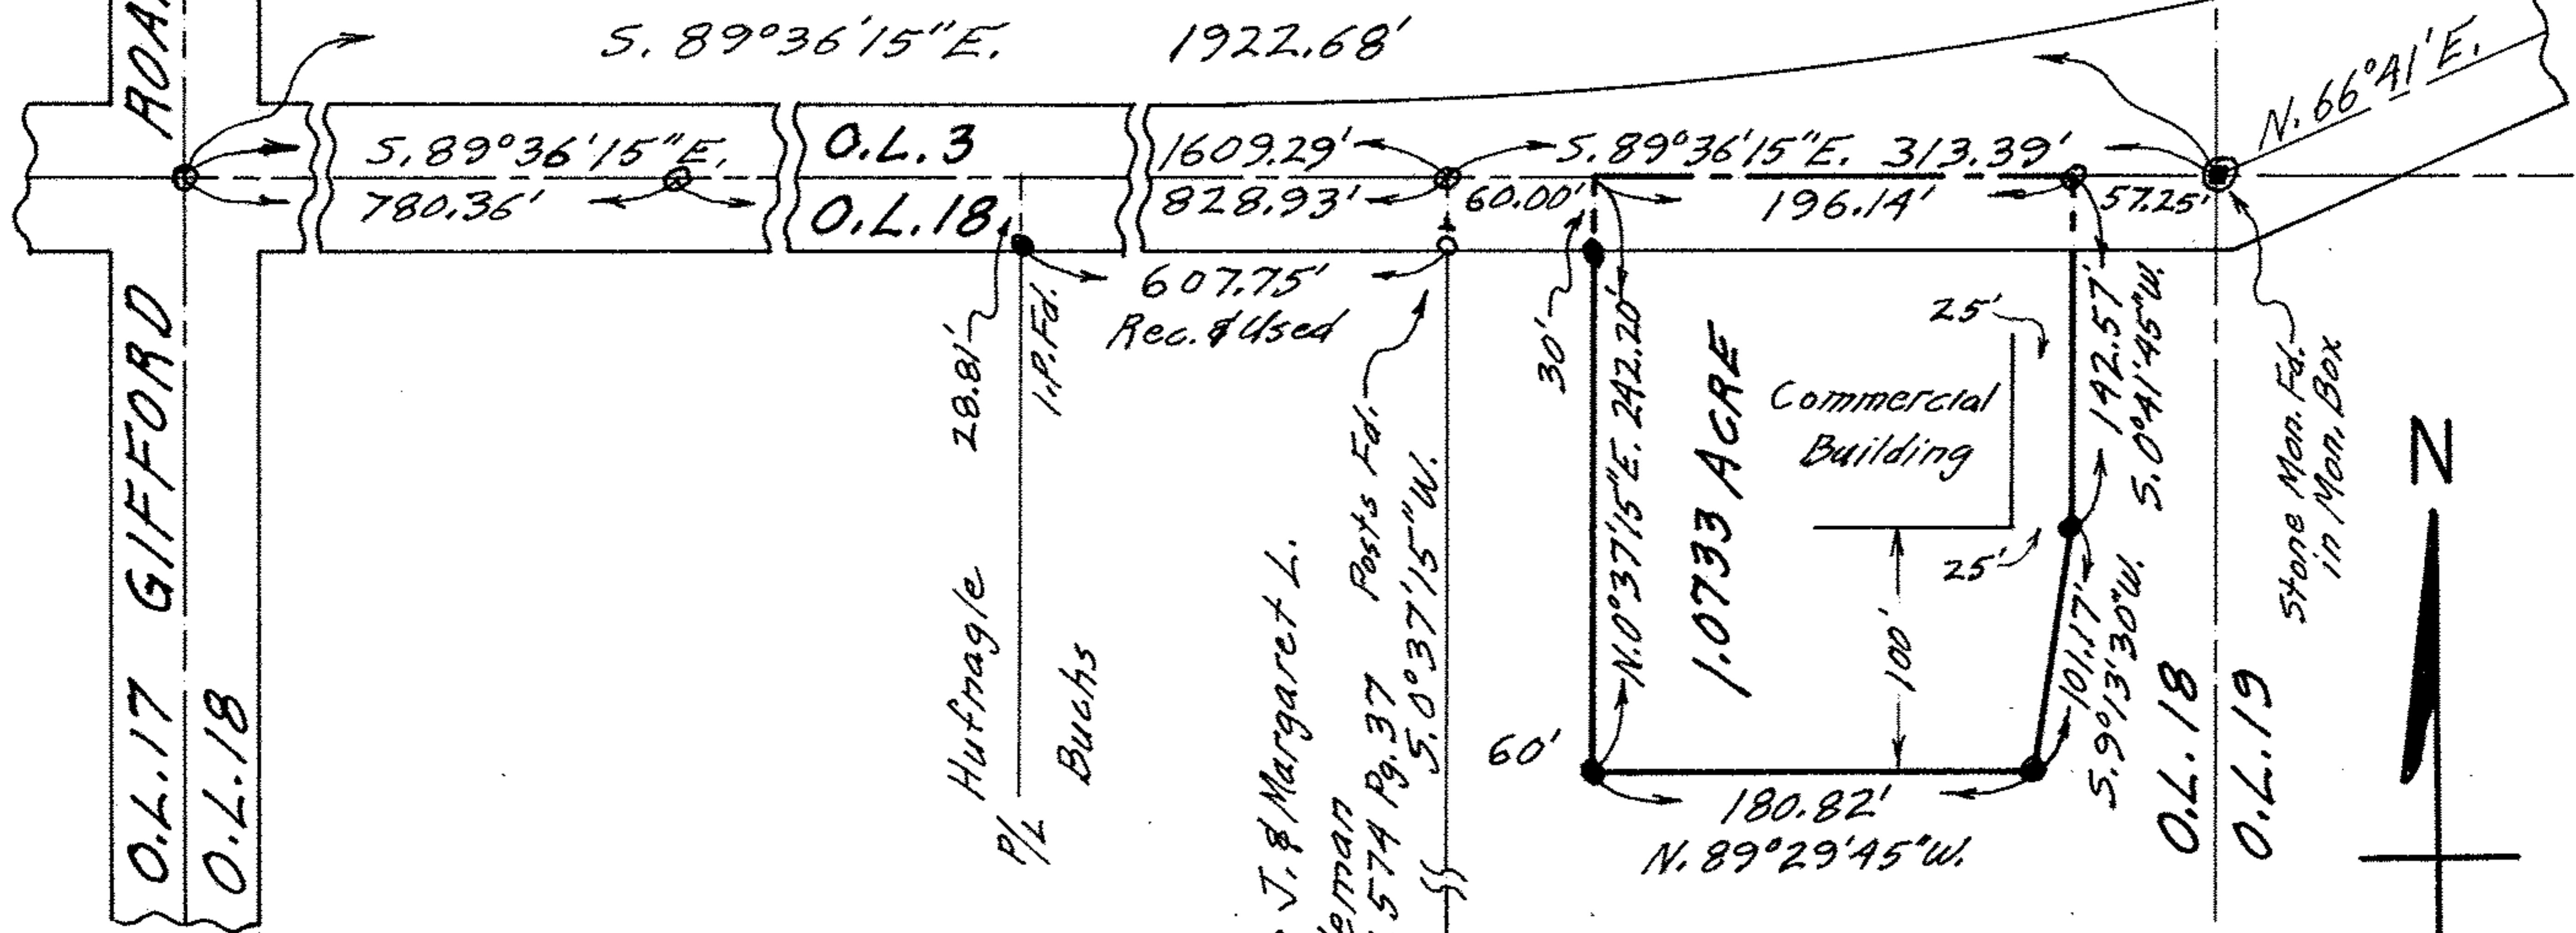 S. 89°36'15"E. 1922.68'
N. 66°41'E.
S. 89°36'15"E.
780.36'
O.L. 3
O.L. 18
1609.29'
828.93'
S. 89°36'15"E. 313.39'
60.00'
196.14'
57.25'
607.75'
Rec. & Used
28.81'
I.P. Fd.
Hufnagle
Buchs
P/L
Posts Fd.
S. 0°37'15"W.
J. & Margaret L.
574 Pg. 37
30'
N. 0°37'15"E. 242.20'
1.0733 ACRE
Commercial
Building
25'
25'
100'
142.57'
S. 0°41'45"W.
101.17'
S. 9°13'30"W.
60'
180.82'
N. 89°29'45"W.
Stone Mon. Fd.
in Mon. Box
N
O.L. 17
GIFFORD
O.L. 18
O.L. 18
O.L. 19